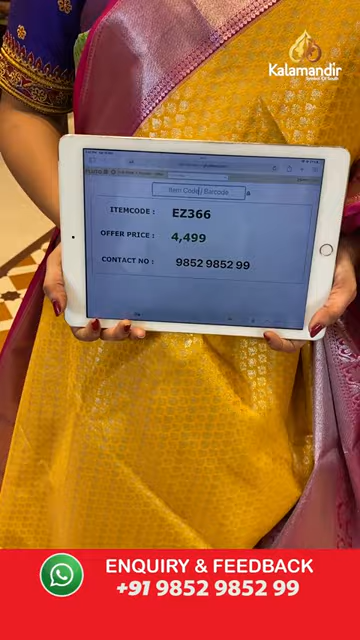 Kalamandir
Item Code / Barcode
ITEMCODE : EZ366
OFFER PRICE : 4,499
CONTACT NO : 9852 9852 99
ENQUIRY & FEEDBACK
+91 9852 9852 99